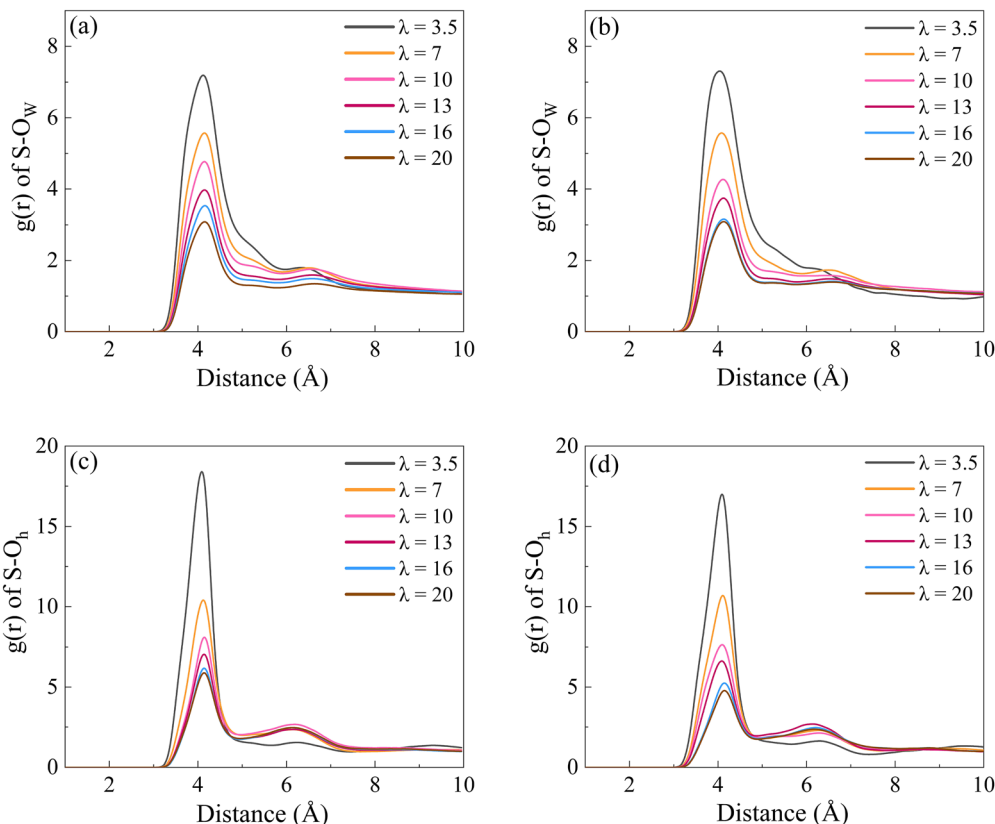 (a)
λ = 3.5
λ = 7
λ = 10
λ = 13
λ = 16
λ = 20
8
6
4
2
0
g(r) of S-O_W
2 4 6 8 10
Distance (Å)
(b)
λ = 3.5
λ = 7
λ = 10
λ = 13
λ = 16
λ = 20
8
6
4
2
0
g(r) of S-O_W
2 4 6 8 10
Distance (Å)
(c)
λ = 3.5
λ = 7
λ = 10
λ = 13
λ = 16
λ = 20
20
15
10
5
0
g(r) of S-O_h
2 4 6 8 10
Distance (Å)
(d)
λ = 3.5
λ = 7
λ = 10
λ = 13
λ = 16
λ = 20
20
15
10
5
0
g(r) of S-O_h
2 4 6 8 10
Distance (Å)